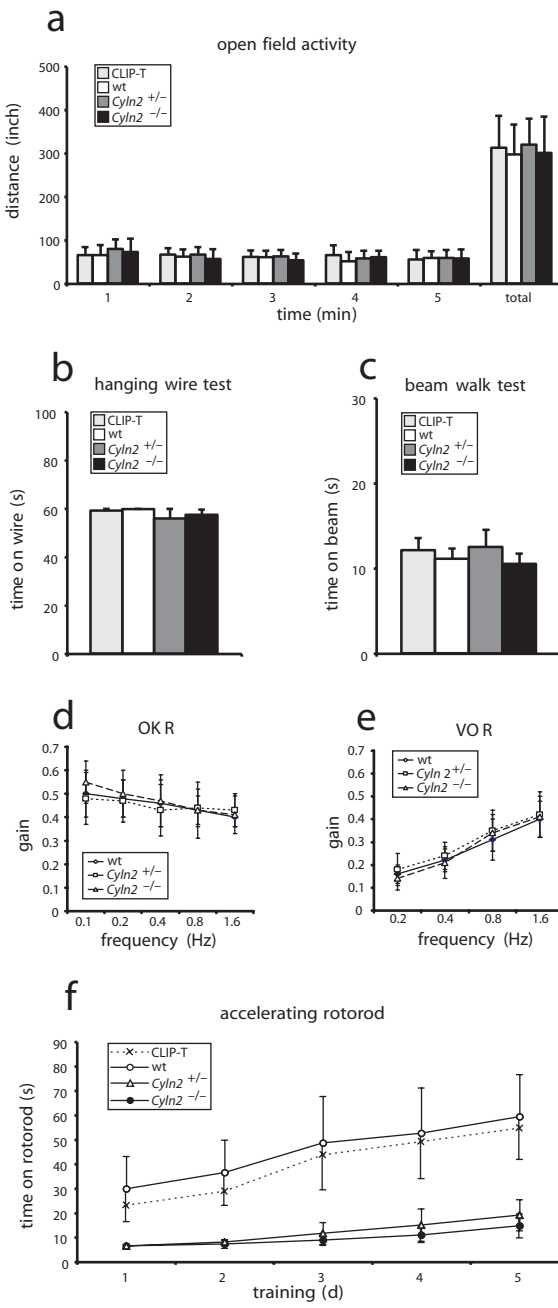 a
open field activity
500
400
300
200
100
0
distance (inch)
CLIP-T
wt
Cyln2 +/−
Cyln2 −/−
1 2 3 4 5 total
time (min)
b
hanging wire test
100
80
60
40
20
0
time on wire (s)
CLIP-T
wt
Cyln2 +/−
Cyln2 −/−
c
beam walk test
30
20
10
0
time on beam (s)
CLIP-T
wt
Cyln2 +/−
Cyln2 −/−
d
OK R
0.7
0.6
0.5
0.4
0.3
0.2
0.1
0
gain
wt
Cyln2 +/−
Cyln2 −/−
0.1 0.2 0.4 0.8 1.6
frequency (Hz)
e
VO R
0.7
0.6
0.5
0.4
0.3
0.2
0.1
0
gain
wt
Cyln 2 +/−
Cyln2 −/−
0.2 0.4 0.8 1.6
frequency (Hz)
f
accelerating rotorod
90
80
70
60
50
40
30
20
10
0
time on rotorod (s)
CLIP-T
wt
Cyln2 +/−
Cyln2 −/−
1 2 3 4 5
training (d)